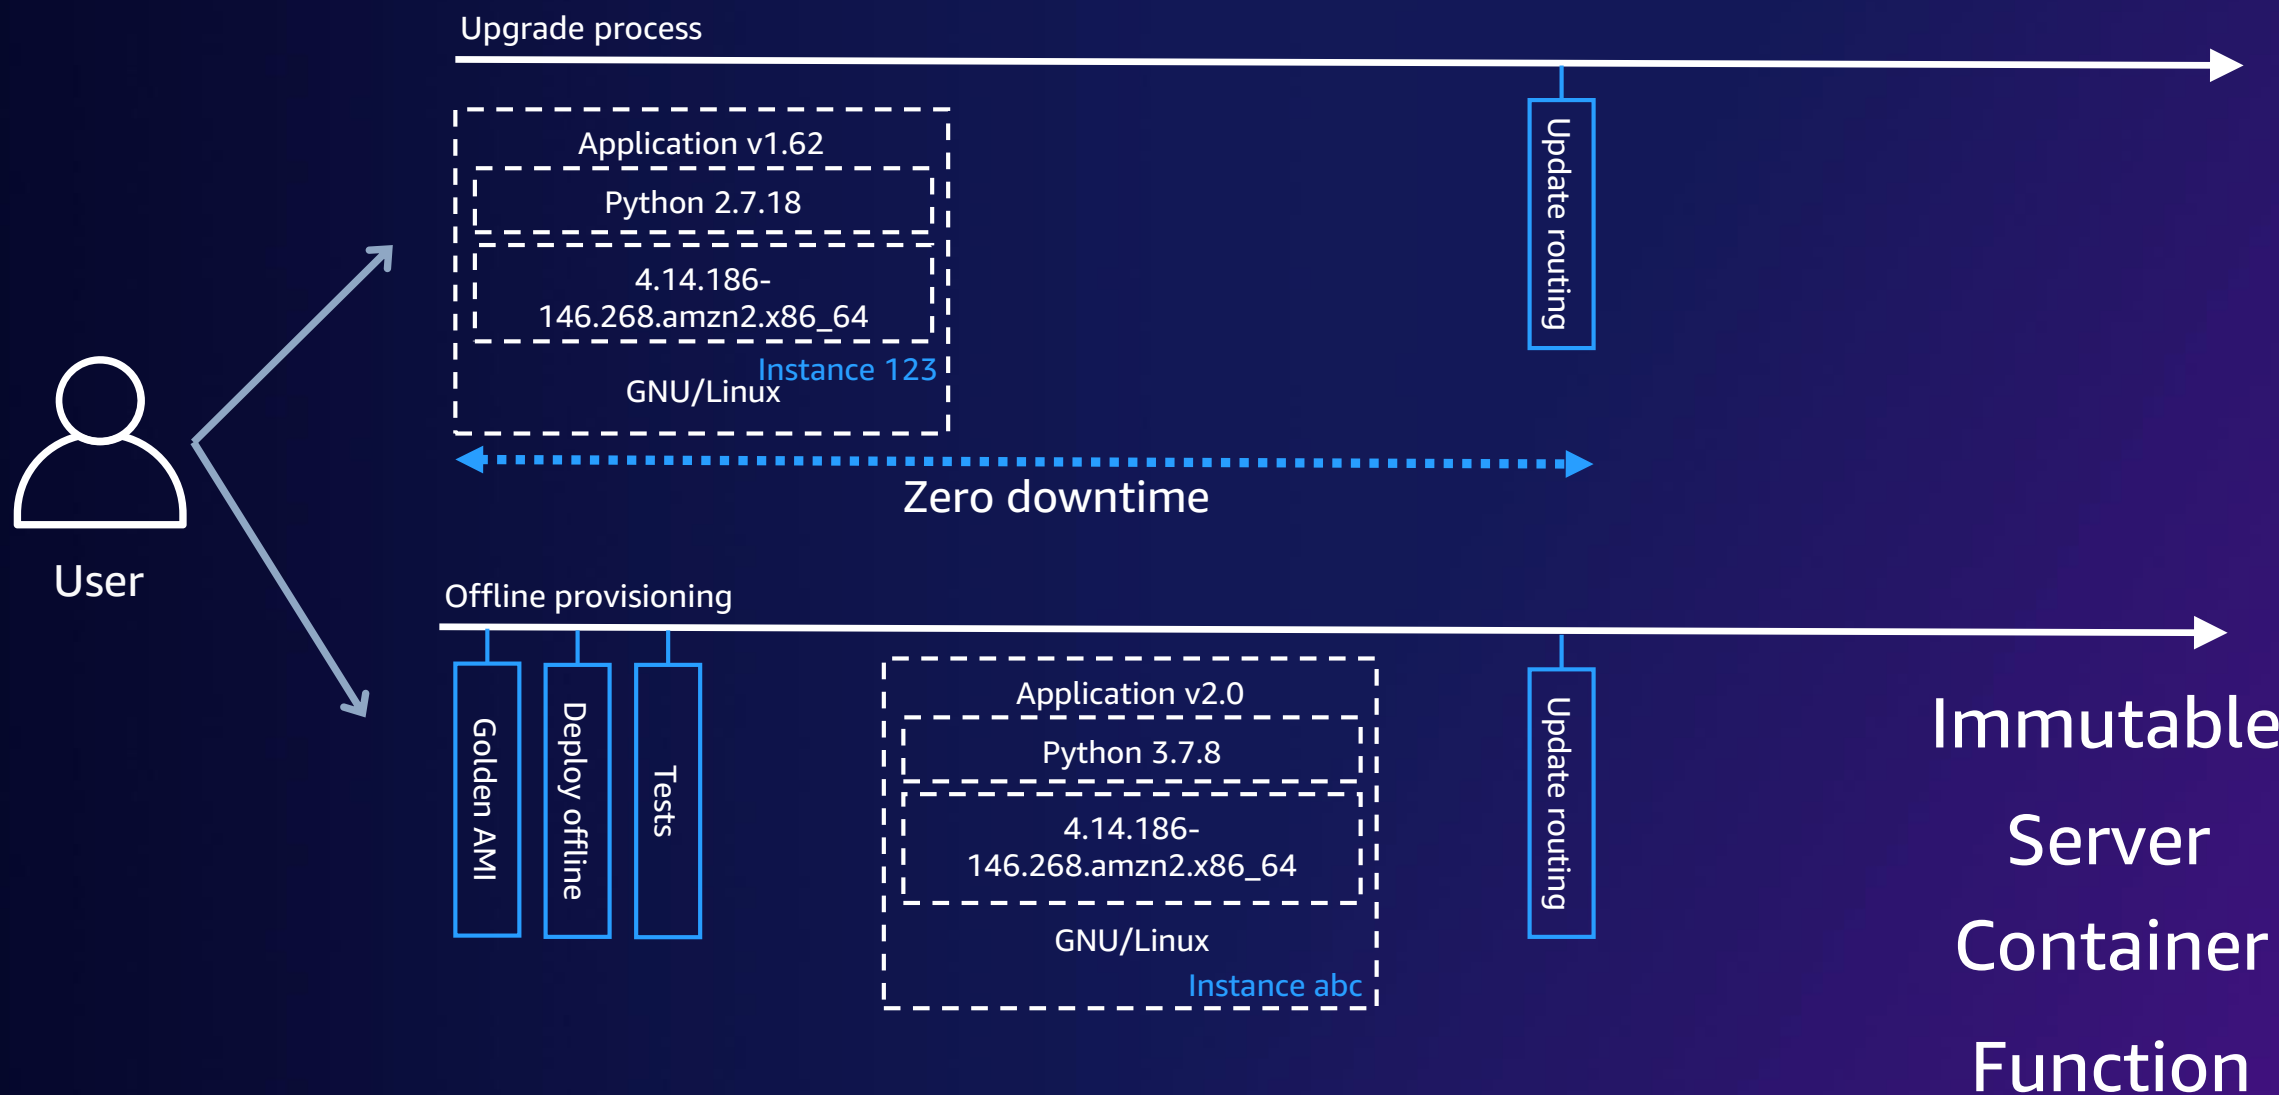 Upgrade process
Application v1.62
Python 2.7.18
4.14.186-
146.268.amzn2.x86_64
Instance 123
GNU/Linux
Update routing
Zero downtime
User
Offline provisioning
Golden AMI
Deploy offline
Tests
Application v2.0
Python 3.7.8
4.14.186-
146.268.amzn2.x86_64
GNU/Linux
Instance abc
Update routing
Immutable
Server
Container
Function